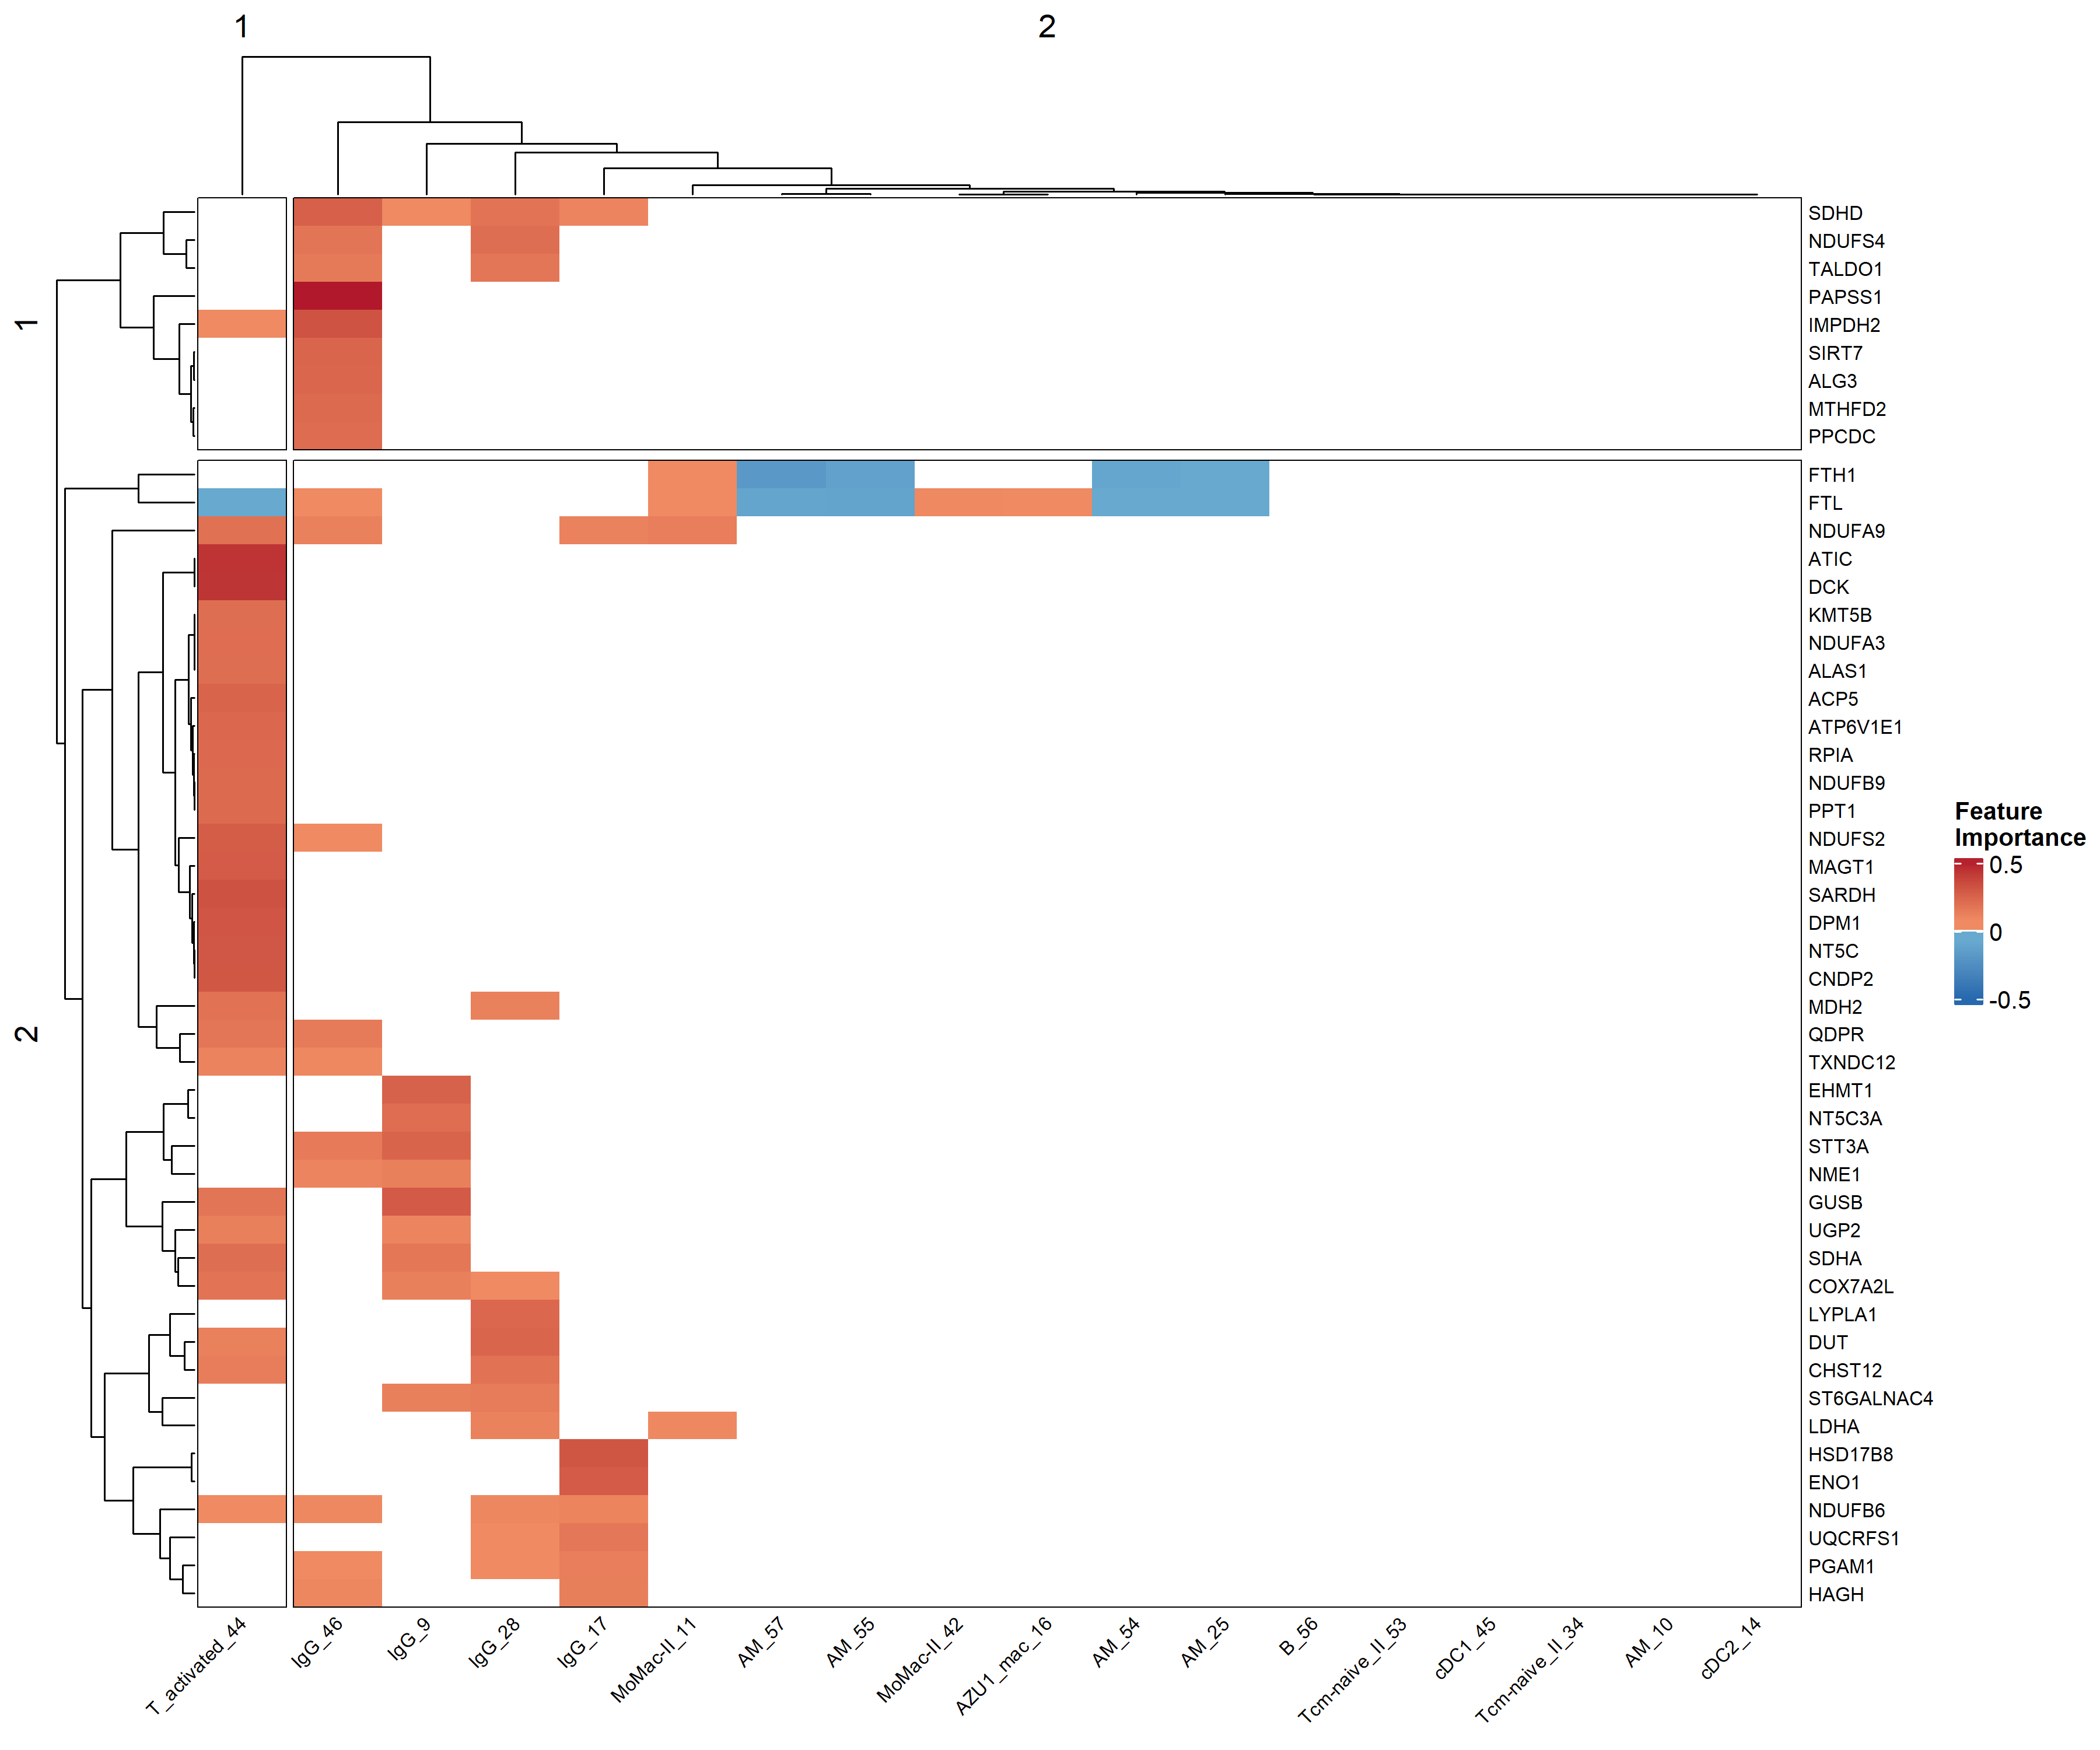 1
2
1
2
SDHD
NDUFS4
TALDO1
PAPSS1
IMPDH2
SIRT7
ALG3
MTHFD2
PPCDC
FTH1
FTL
NDUFA9
ATIC
DCK
KMT5B
NDUFA3
ALAS1
ACP5
ATP6V1E1
RPIA
NDUFB9
PPT1
NDUFS2
MAGT1
SARDH
DPM1
NT5C
CNDP2
MDH2
QDPR
TXNDC12
EHMT1
NT5C3A
STT3A
NME1
GUSB
UGP2
SDHA
COX7A2L
LYPLA1
DUT
CHST12
ST6GALNAC4
LDHA
HSD17B8
ENO1
NDUFB6
UQCRFS1
PGAM1
HAGH
Feature
Importance
0.5
0
-0.5
T_activated_44
IgG_46
IgG_9
IgG_28
IgG_17
MoMac-II_11
AM_57
AM_55
MoMac-II_42
AZU1_mac_16
AM_54
AM_25
B_56
Tcm-naive_II_53
cDC1_45
Tcm-naive_II_34
AM_10
cDC2_14